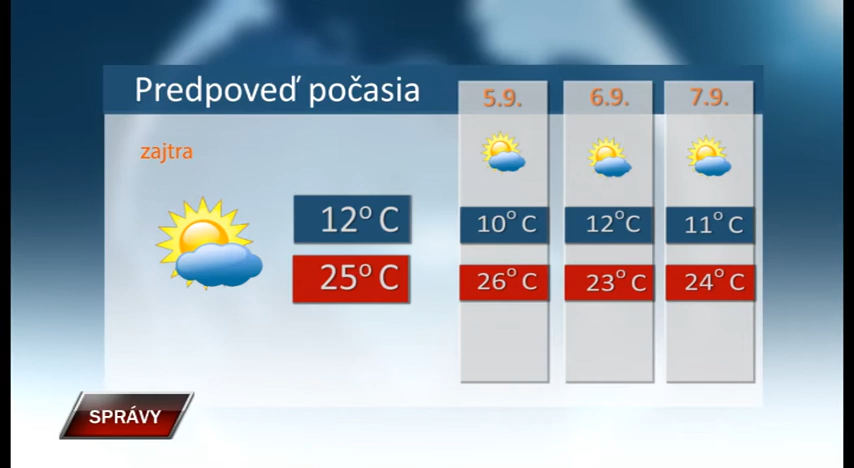 Predpoveď počasia
zajtra
12° C
25° C
5.9.
10° C
26° C
6.9.
12°C
23° C
7.9.
11° C
24° C
SPRÁVY